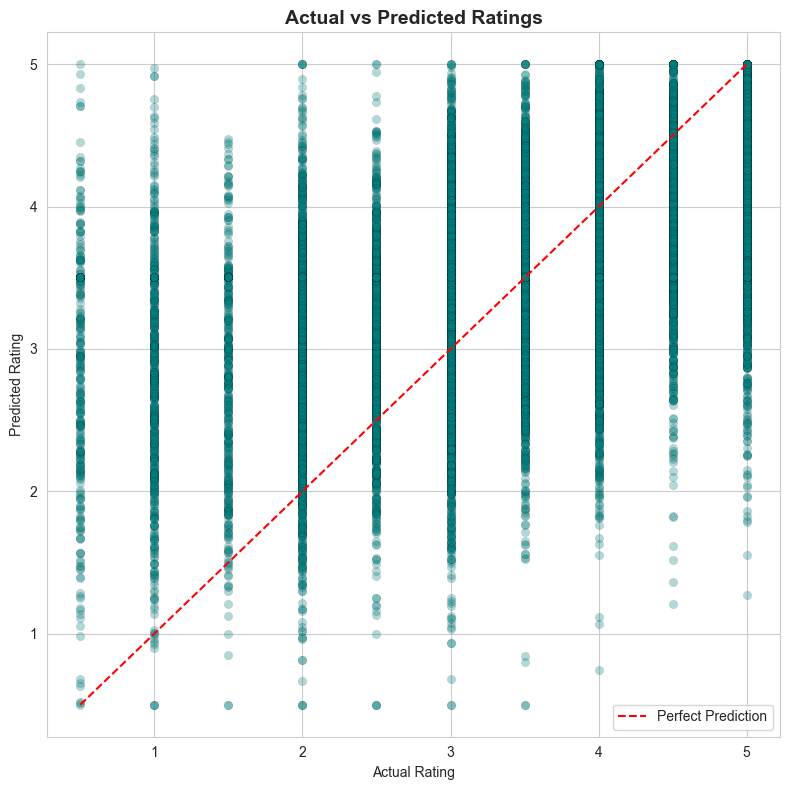 Actual vs Predicted Ratings
5
4
3
2
1
Predicted Rating
1 2 3 4 5
Actual Rating
Perfect Prediction